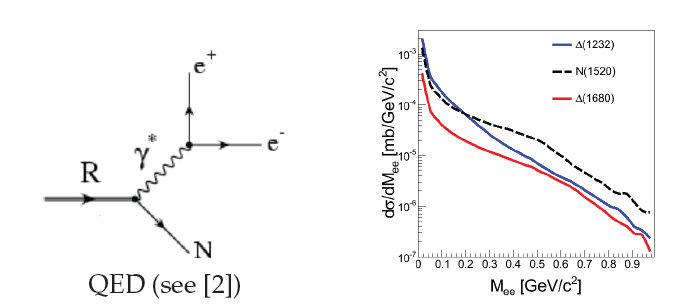 e⁺
γ*
e⁻
R
N
QED (see [2])
dσ/dM_ee [mb/GeV/c²]
10⁻³
10⁻⁴
10⁻⁵
10⁻⁶
10⁻⁷
Δ(1232)
N(1520)
Δ(1680)
0 0.1 0.2 0.3 0.4 0.5 0.6 0.7 0.8 0.9
M_ee [GeV/c²]